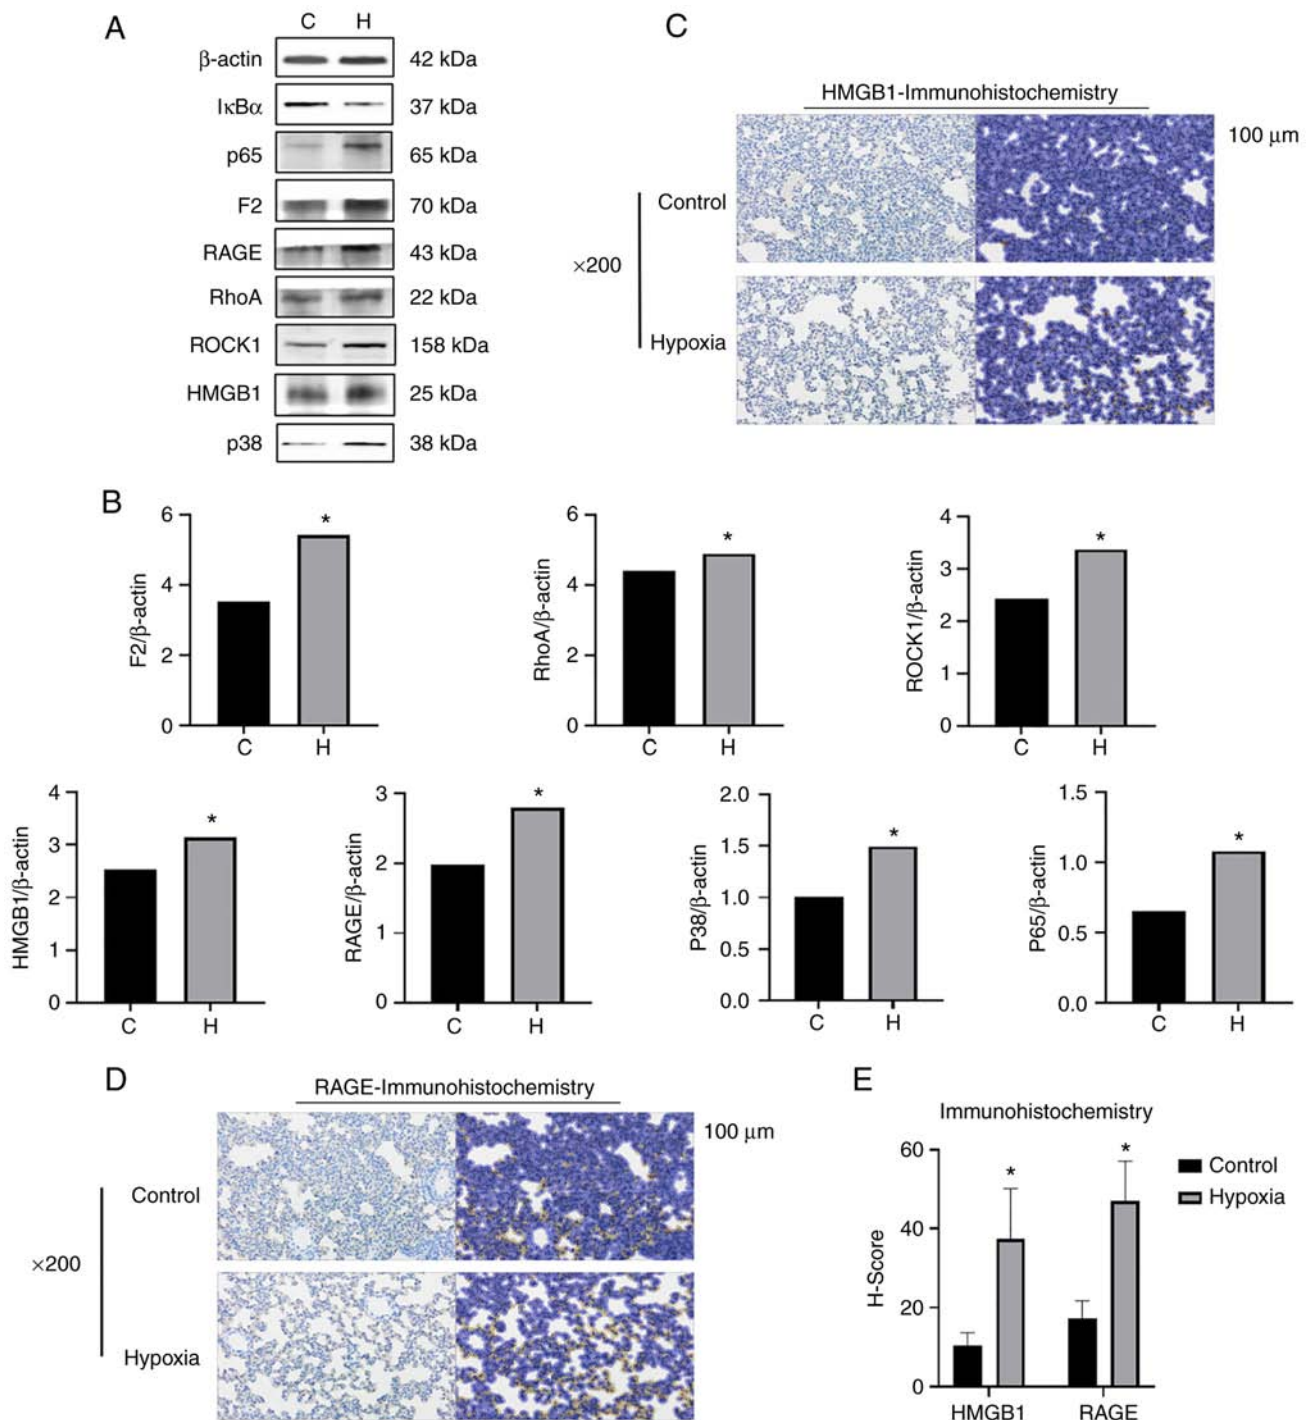 A
C H
β-actin 42 kDa
IκBα 37 kDa
p65 65 kDa
F2 70 kDa
RAGE 43 kDa
RhoA 22 kDa
ROCK1 158 kDa
HMGB1 25 kDa
p38 38 kDa
C
HMGB1-Immunohistochemistry
100 μm
Control
×200
Hypoxia
B
6
4
2
0
F2/β-actin
*
C H
6
4
2
0
RhoA/β-actin
*
C H
4
3
2
1
0
ROCK1/β-actin
*
C H
4
3
2
1
0
HMGB1/β-actin
*
C H
3
2
1
0
RAGE/β-actin
*
C H
2.0
1.5
1.0
0.5
0.0
P38/β-actin
*
C H
1.5
1.0
0.5
0.0
P65/β-actin
*
C H
D
RAGE-Immunohistochemistry
100 μm
Control
×200
Hypoxia
E
Immunohistochemistry
60
40
20
0
H-Score
*
*
Control
Hypoxia
HMGB1 RAGE